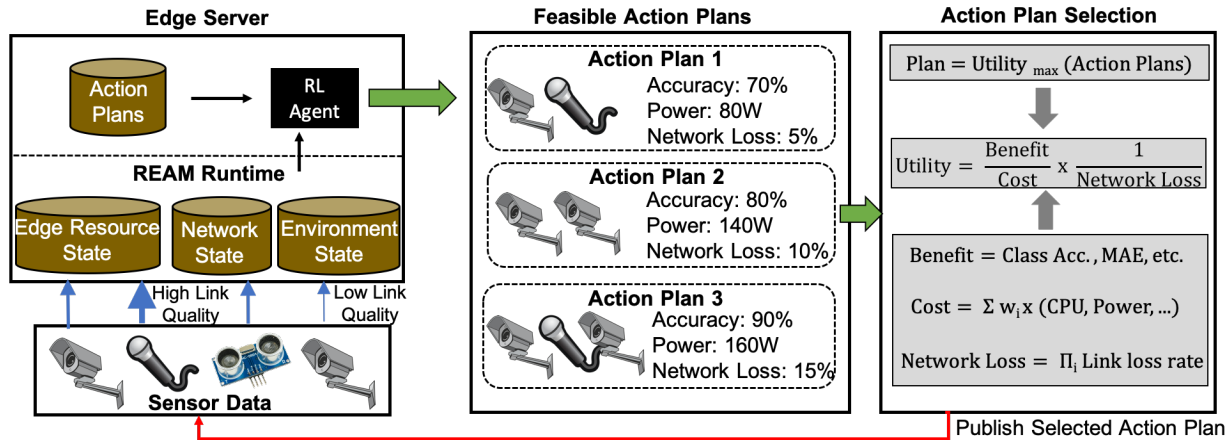 Edge Server
Action
Plans
RL
Agent
REAM Runtime
Edge Resource
State
Network
State
Environment
State
High Link
Quality
Low Link
Quality
Sensor Data
Feasible Action Plans
Action Plan 1
Accuracy: 70%
Power: 80W
Network Loss: 5%
Action Plan 2
Accuracy: 80%
Power: 140W
Network Loss: 10%
Action Plan 3
Accuracy: 90%
Power: 160W
Network Loss: 15%
Action Plan Selection
Plan = Utility max (Action Plans)
Utility = Benefit/Cost x 1/Network Loss
Benefit = Class Acc., MAE, etc.
Cost = Σ wᵢ x (CPU, Power, ...)
Network Loss = Πᵢ Link loss rate
Publish Selected Action Plan